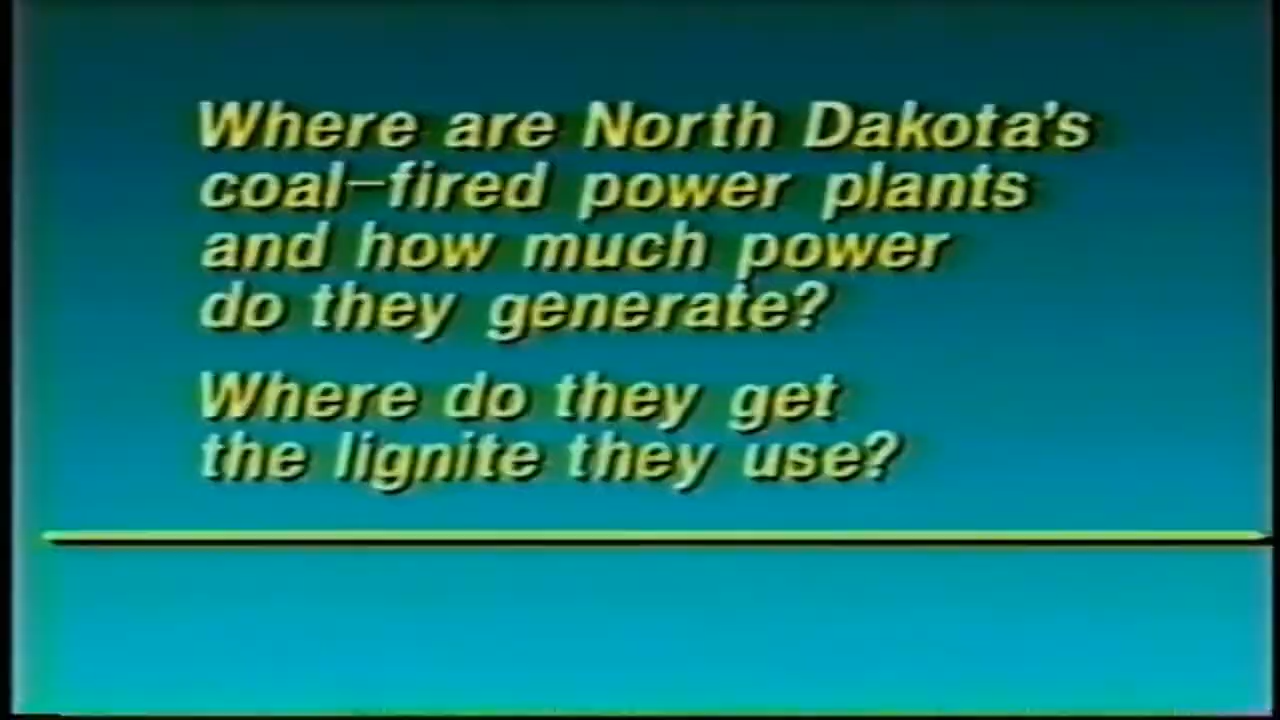 Where are North Dakota's
coal-fired power plants
and how much power
do they generate?
Where do they get
the lignite they use?